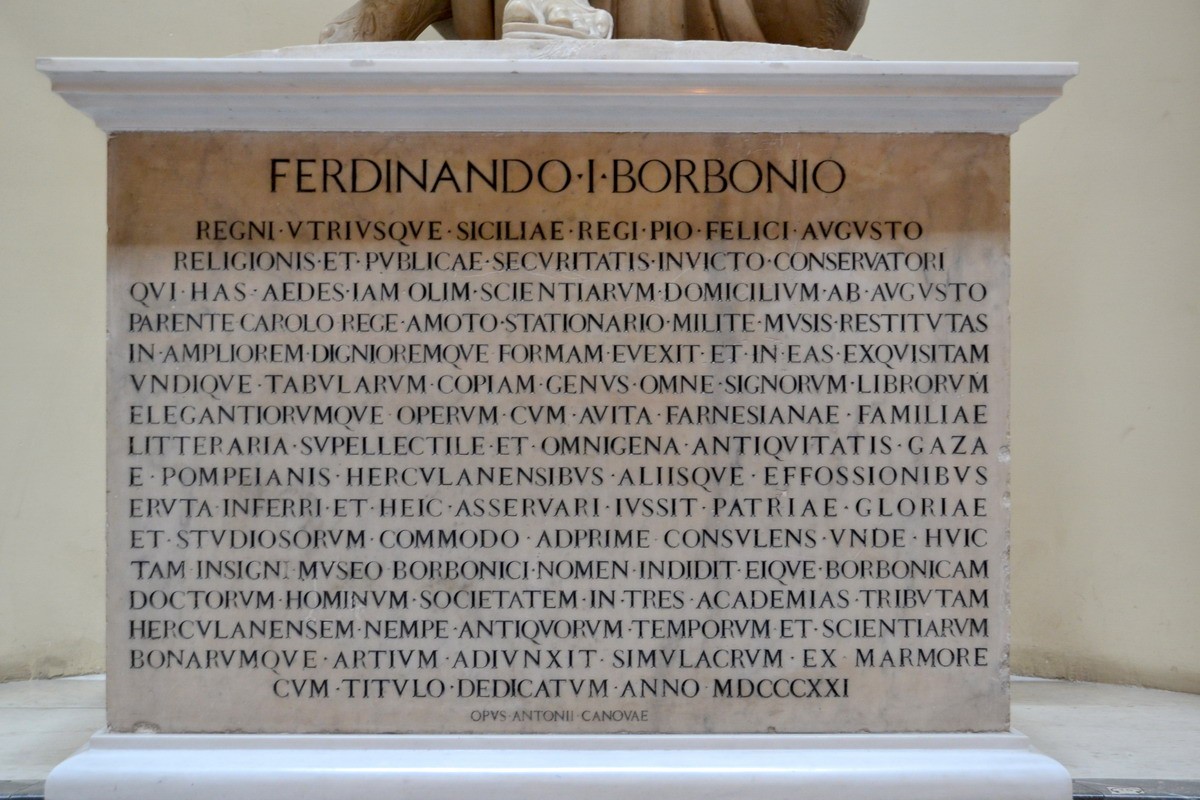 FERDINANDO·I·BORBONIO
REGNI·VTRIVSQVE·SICILIAE·REGI·PIO·FELICI·AVGVSTO
RELIGIONIS·ET·PVBLICAE·SECVRITATIS·INVICTO·CONSERVATORI
QVI·HAS·AEDES·IAM OLIM·SCIENTIARVM·DOMICILIVM·AB·AVGVSTO
PARENTE CAROLO REGE·AMOTO·STATIONARIO·MILITE·MVSIS·RESTITVTAS
IN·AMPLIOREM·DIGNIOREMQVE FORMAM·EVEXIT·ET·IN·EAS·EXQVISITAM
VNDIQVE·TABVLARVM·COPIAM·GENVS·OMNE·SIGNORVM·LIBRORVM
ELEGANTIORVMQVE OPERVM·CVM·AVITA·FARNESIANAE·FAMILIAE
LITTERARIA·SVPELLECTILE·ET·OMNIGENA·ANTIQVITATIS·GAZA
E·POMPEIANIS·HERCVLANENSIBVS·ALIISQVE·EFFOSSIONIBVS
ERVTA·INFERRI·ET·HEIC·ASSERVARI·IVSSIT·PATRIAE·GLORIAE
ET·STVDIOSORVM·COMMODO·ADPRIME CONSVLENS·VNDE·HVIC
TAM·INSIGNI·MVSEO·BORBONICI·NOMEN·INDIDIT·EIQVE·BORBONICAM
DOCTORVM·HOMINVM·SOCIETATEM·IN·TRES·ACADEMIAS·TRIBVTAM
HERCVLANENSEM·NEMPE·ANTIQVORVM·TEMPORVM·ET·SCIENTIARVM
BONARVMQVE·ARTIVM·ADIVNXIT·SIMVLACRVM·EX·MARMORE
CVM·TITVLO·DEDICATVM·ANNO MDCCCXXI
OPVS·ANTONII·CANOVAE